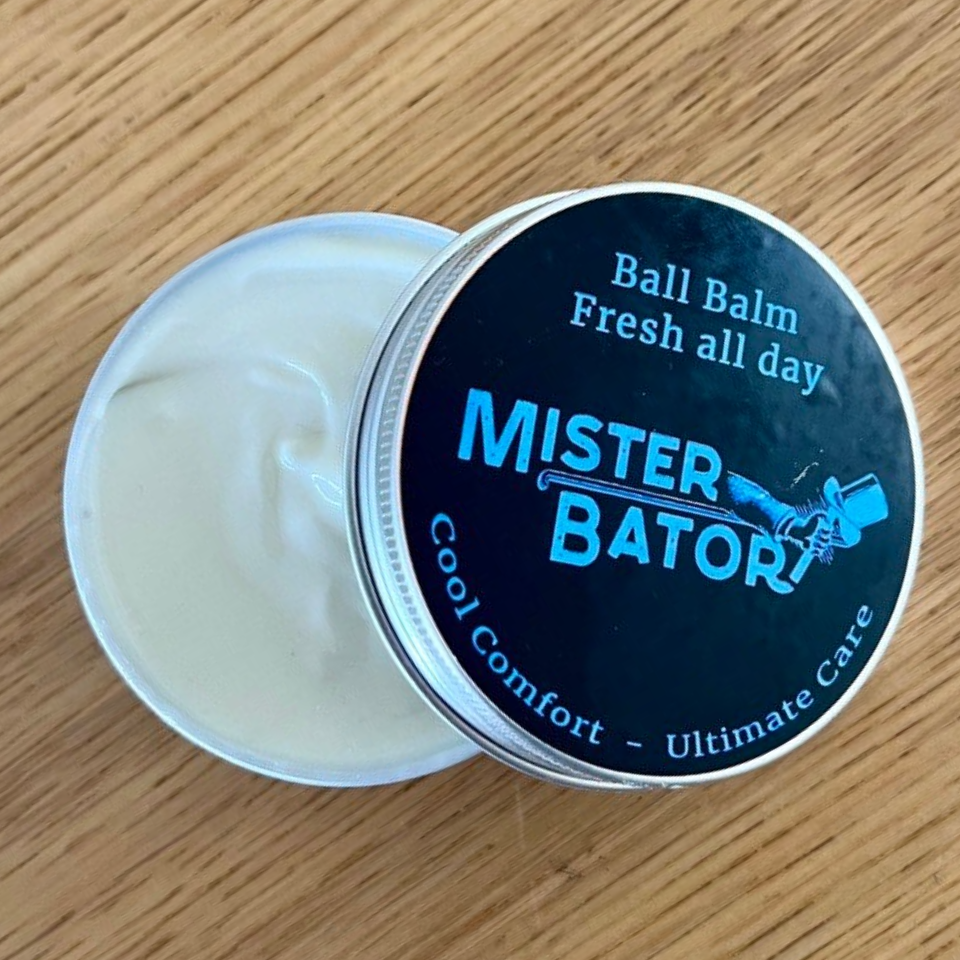 Ball Balm
Fresh all day
MISTER
BATOR
Cool Comfort - Ultimate Care